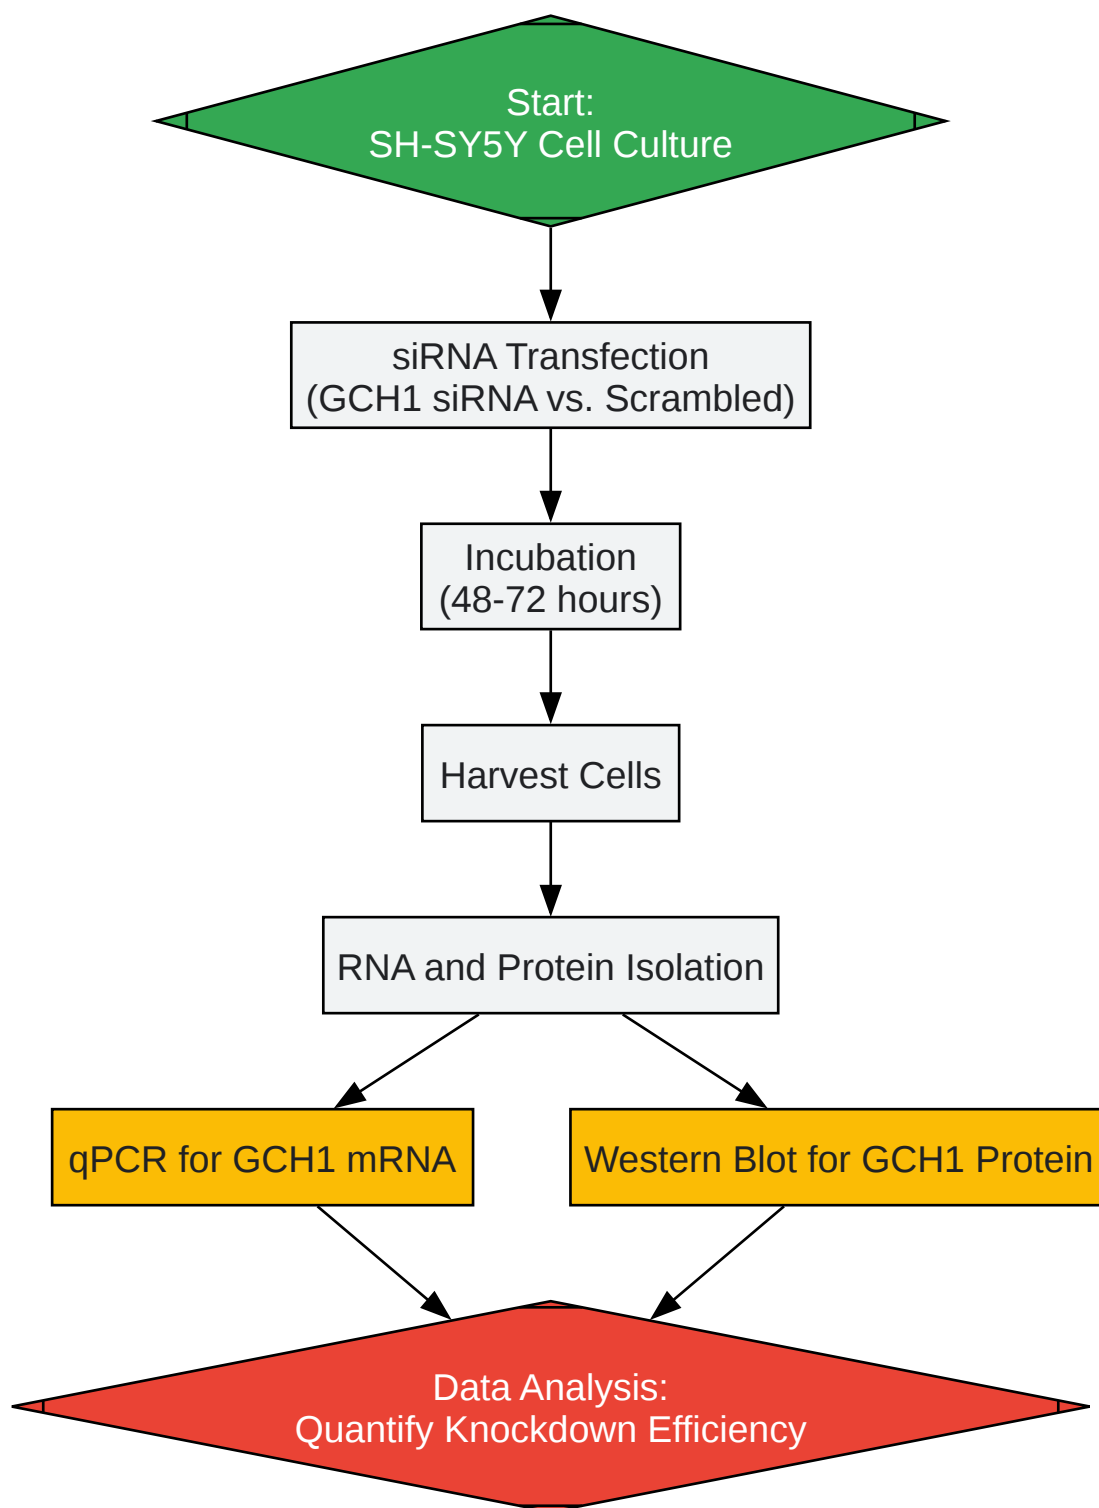 Start:
SH-SY5Y Cell Culture
siRNA Transfection
(GCH1 siRNA vs. Scrambled)
Incubation
(48-72 hours)
Harvest Cells
RNA and Protein Isolation
qPCR for GCH1 mRNA
Western Blot for GCH1 Protein
Data Analysis:
Quantify Knockdown Efficiency